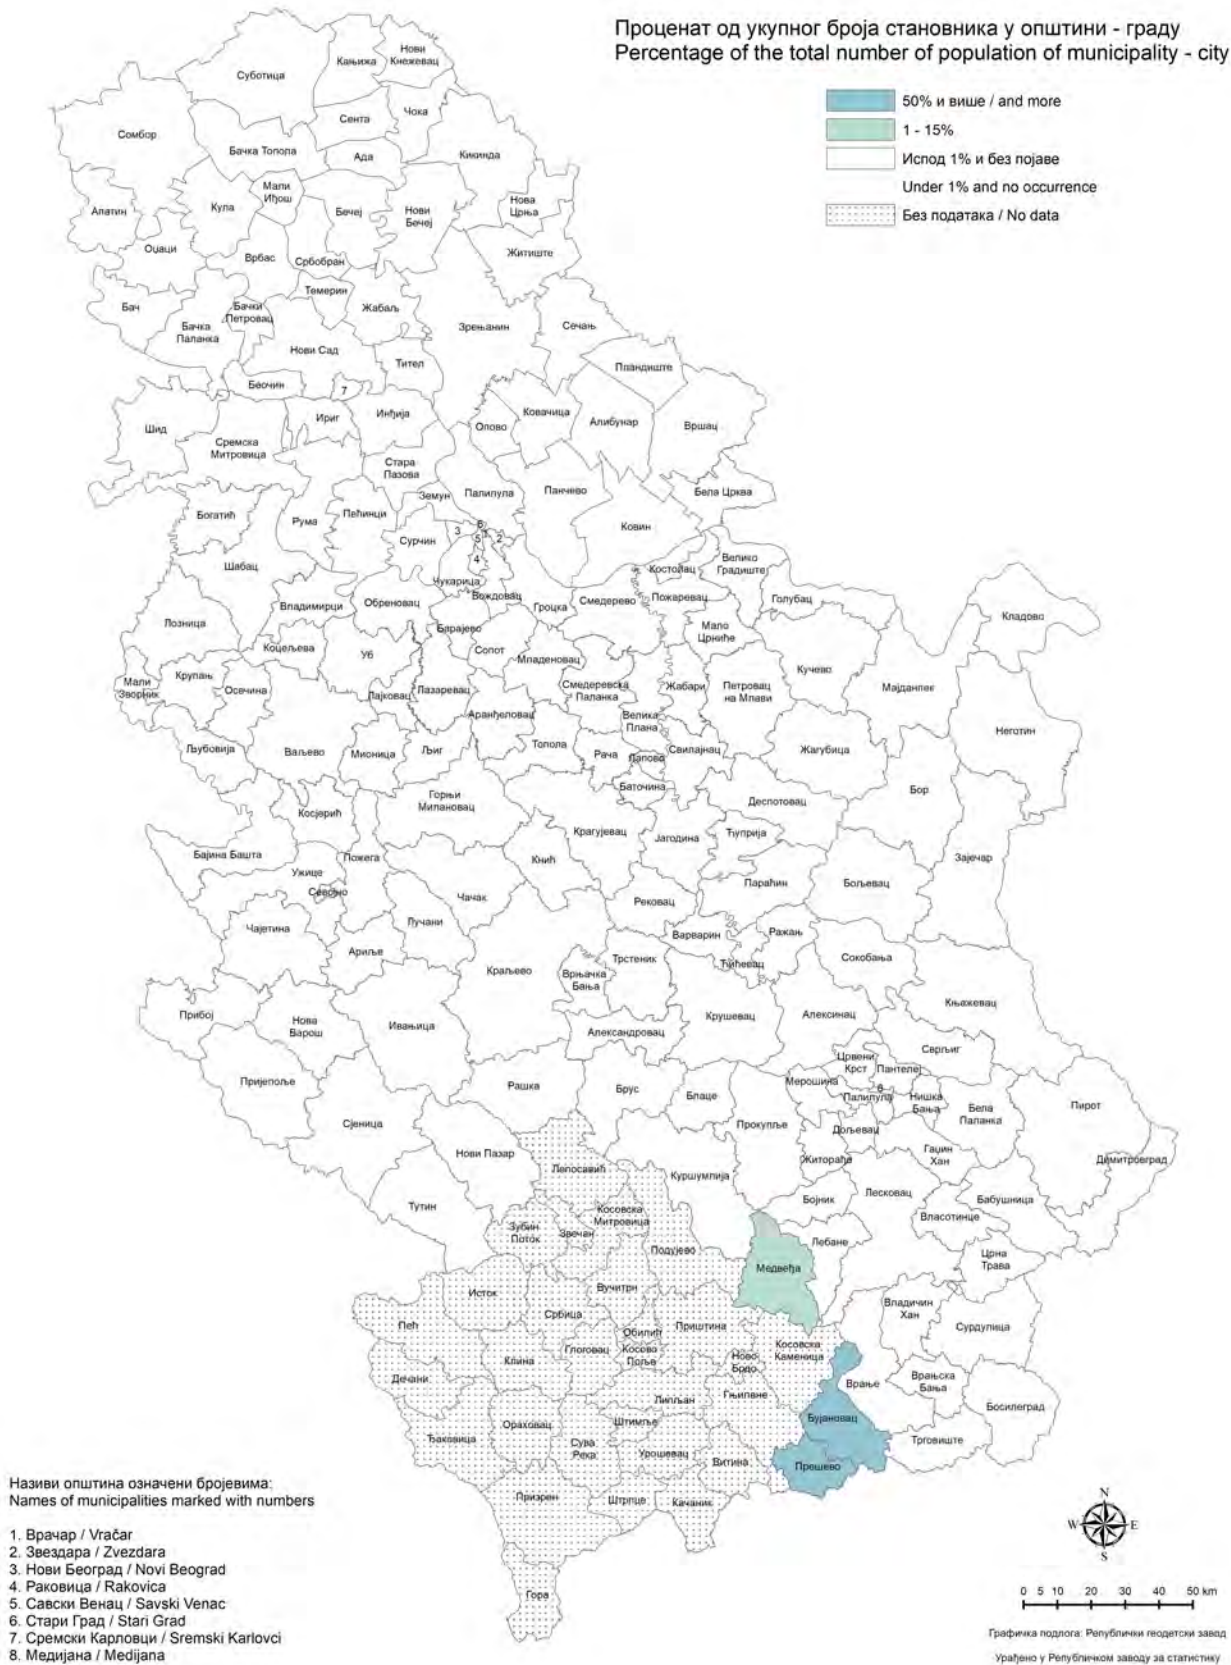 Проценат од укупног броја становника у општини - граду
Percentage of the total number of population of municipality - city
50% и више / and more
1 - 15%
Испод 1% и без појаве
Under 1% and no occurrence
Без података / No data
Суботица
Кањижа
Нови
Кнежевац
Сомбор
Сента
Чока
Бачка Топола
Ада
Кикинда
Апатин
Кула
Мали
Иђош
Бечеј
Нови
Бечеј
Нова
Црња
Оџаци
Врбас
Србобран
Житиште
Темерин
Бач
Бачка
Паланка
Бачки
Петровац
Жабаљ
Зрењанин
Сечањ
Нови Сад
Тител
Пландиште
Беочин
7
Шид
Сремска
Митровица
Ириг
Инђија
Опово
Ковачица
Алибунар
Вршац
Стара
Пазова
Земун
Палилула
Панчево
Бела Црква
Богатић
Рума
Пећинци
Сурчин
3
6
5
2
4
Ковин
Шабац
Чукарица
Костолац
Велико
Градиште
Владимирци
Обреновац
Вождовац
Гроцка
Смедерево
Пожаревац
Голубац
Кладово
Лозница
Барајево
Мало
Црниће
Коцељева
Уб
Сопот
Младеновац
Кучево
Мали
Зворник
Крупањ
Осечина
Лајковац
Лазаревац
Смедеревска
Паланка
Жабари
Петровац
на Млави
Мајданпек
Аранђеловац
Велика
Плана
Неготин
Љубовија
Ваљево
Мионица
Љиг
Топола
Рача
Лапово
Свилајнац
Жагубица
Баточина
Бор
Косјерић
Горњи
Милановац
Деспотовац
Крагујевац
Јагодина
Ћуприја
Бајина Башта
Пожега
Кнић
Зајечар
Ужице
Севојно
Параћин
Бољевац
Чачак
Рековац
Чајетина
Лучани
Ариље
Варварин
Ражањ
Трстеник
Ћићевац
Сокобања
Краљево
Врњачка
Бања
Прибој
Нова
Варош
Ивањица
Крушевац
Алексинац
Књажевац
Александровац
Сврљиг
Црвени
Крст
Пантелеј
Пријепоље
Рашка
Брус
Блаце
Мерошина
8
Палилула
Нишка
Бања
Бела
Паланка
Пирот
Сјеница
Прокупље
Дољевац
Гаџин
Хан
Димитровград
Нови Пазар
Лепосавић
Куршумлија
Житорађа
Тутин
Бојник
Лесковац
Бабушница
Косовска
Митровица
Власотинце
Зубин
Поток
Звечан
Подујево
Лебане
Црна
Трава
Медвеђа
Исток
Вучитрн
Србица
Владичин
Хан
Сурдулица
Пећ
Обилић
Приштина
Клина
Глоговац
Косово
Поље
Ново
Брдо
Косовска
Каменица
Дечани
Врање
Врањска
Бања
Липљан
Гњилане
Босилеград
Ђаковица
Ораховац
Штимље
Бујановац
Сува
Река
Урошевац
Витина
Прешево
Трговиште
Призрен
Штрпце
Качаник
Гора
Називи општина означени бројевима:
Names of municipalities marked with numbers
1. Врачар / Vračar
2. Звездара / Zvezdara
3. Нови Београд / Novi Beograd
4. Раковица / Rakovica
5. Савски Венац / Savski Venac
6. Стари Град / Stari Grad
7. Сремски Карловци / Sremski Karlovci
8. Медијана / Medijana
N
W
E
S
0 5 10 20 30 40 50 km
Графичка подлога: Републички геодетски завод
Урађено у Републичком заводу за статистику